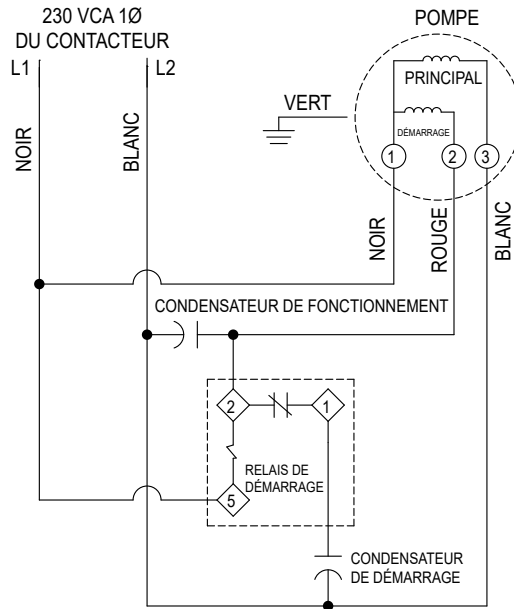 230 VCA 1Ø
DU CONTACTEUR
L1
L2
POMPE
PRINCIPAL
VERT
DÉMARRAGE
1
2
3
NOIR
BLANC
NOIR
ROUGE
BLANC
CONDENSATEUR DE FONCTIONNEMENT
2
1
RELAIS DE
DÉMARRAGE
5
CONDENSATEUR
DE DÉMARRAGE